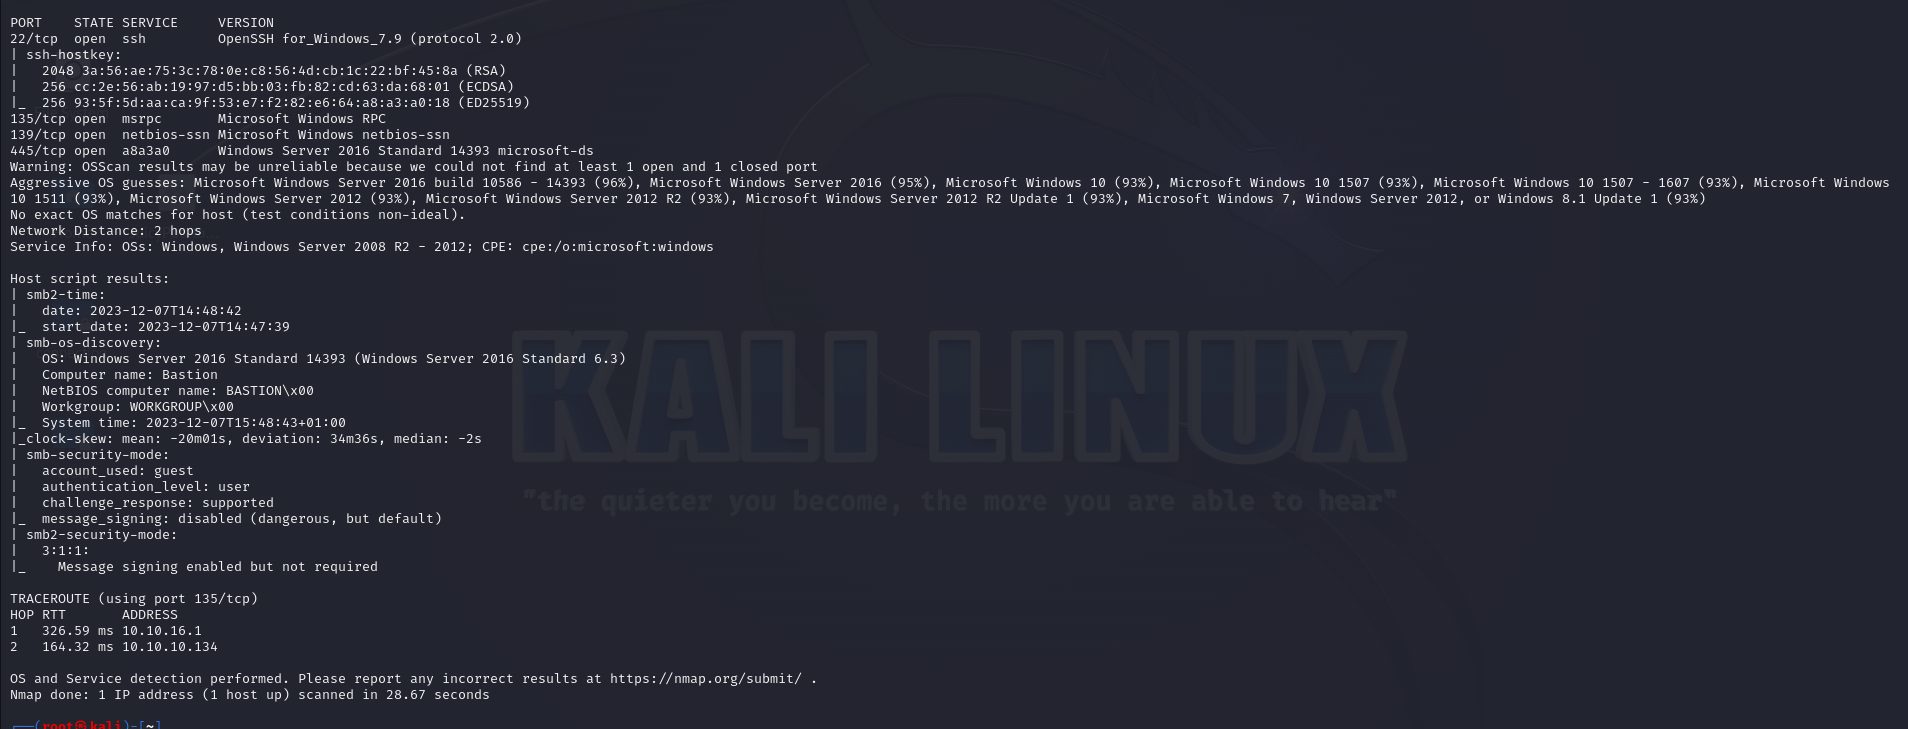 PORT    STATE SERVICE     VERSION
22/tcp  open  ssh         OpenSSH for_Windows_7.9 (protocol 2.0)
| ssh-hostkey:
|   2048 3a:56:ae:75:3c:78:0e:c8:56:4d:cb:1c:22:bf:45:8a (RSA)
|   256 cc:2e:56:ab:19:97:d5:bb:03:fb:82:cd:63:da:68:01 (ECDSA)
|_  256 93:5f:5d:aa:ca:9f:53:e7:f2:82:e6:64:a8:a3:a0:18 (ED25519)
135/tcp open  msrpc       Microsoft Windows RPC
139/tcp open  netbios-ssn Microsoft Windows netbios-ssn
445/tcp open  a8a3a0      Windows Server 2016 Standard 14393 microsoft-ds
Warning: OSScan results may be unreliable because we could not find at least 1 open and 1 closed port
Aggressive OS guesses: Microsoft Windows Server 2016 build 10586 - 14393 (96%), Microsoft Windows Server 2016 (95%), Microsoft Windows 10 (93%), Microsoft Windows 10 1507 (93%), Microsoft Windows 10 1507 - 1607 (93%), Microsoft Windows
10 1511 (93%), Microsoft Windows Server 2012 (93%), Microsoft Windows Server 2012 R2 (93%), Microsoft Windows Server 2012 R2 Update 1 (93%), Microsoft Windows 7, Windows Server 2012, or Windows 8.1 Update 1 (93%)
No exact OS matches for host (test conditions non-ideal).
Network Distance: 2 hops
Service Info: OSs: Windows, Windows Server 2008 R2 - 2012; CPE: cpe:/o:microsoft:windows

Host script results:
| smb2-time:
|   date: 2023-12-07T14:48:42
|_  start_date: 2023-12-07T14:47:39
| smb-os-discovery:
|   OS: Windows Server 2016 Standard 14393 (Windows Server 2016 Standard 6.3)
|   Computer name: Bastion
|   NetBIOS computer name: BASTION\x00
|   Workgroup: WORKGROUP\x00
|_  System time: 2023-12-07T15:48:43+01:00
|_clock-skew: mean: -20m01s, deviation: 34m36s, median: -2s
| smb-security-mode:
|   account_used: guest
|   authentication_level: user
|   challenge_response: supported
|_  message_signing: disabled (dangerous, but default)
| smb2-security-mode:
|   3:1:1:
|_    Message signing enabled but not required
KALI LINUX
"the quieter you become, the more you are able to hear"

TRACEROUTE (using port 135/tcp)
HOP RTT       ADDRESS
1   326.59 ms 10.10.16.1
2   164.32 ms 10.10.10.134

OS and Service detection performed. Please report any incorrect results at https://nmap.org/submit/ .
Nmap done: 1 IP address (1 host up) scanned in 28.67 seconds

┌──(root㉿kali)-[~]